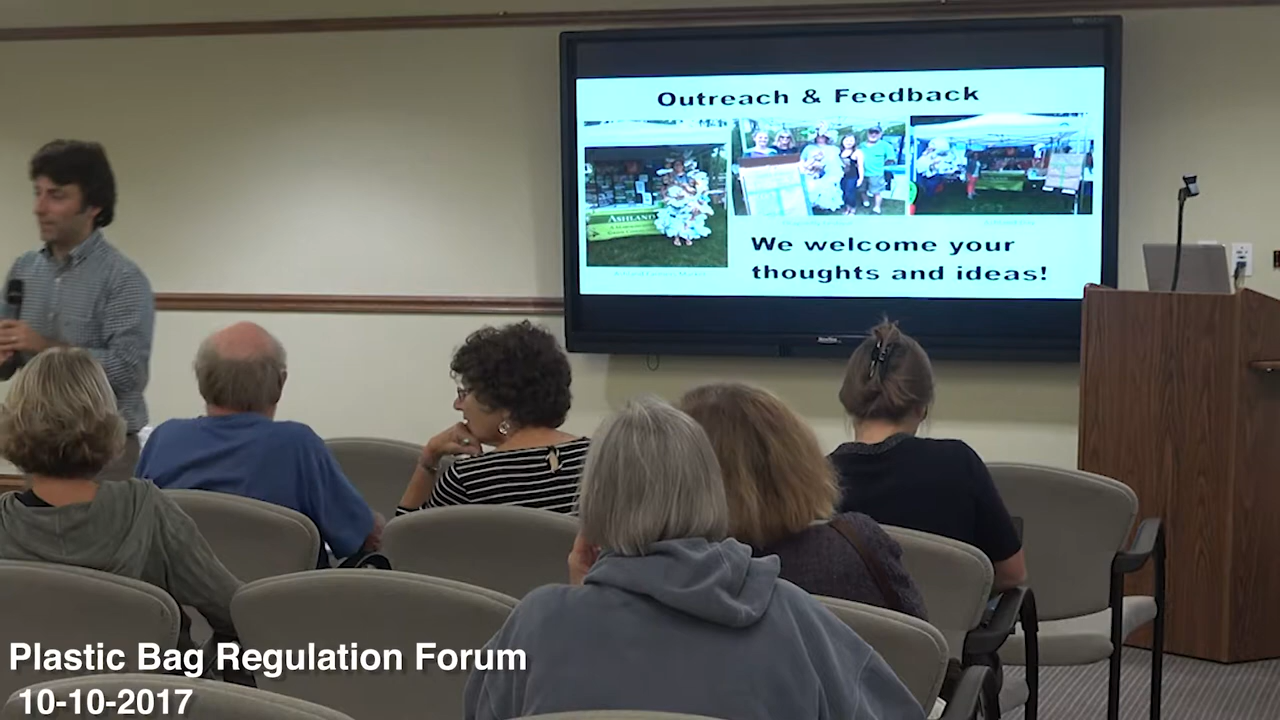 Outreach & Feedback
ASHLAND
We welcome your
thoughts and ideas!
Plastic Bag Regulation Forum
10-10-2017